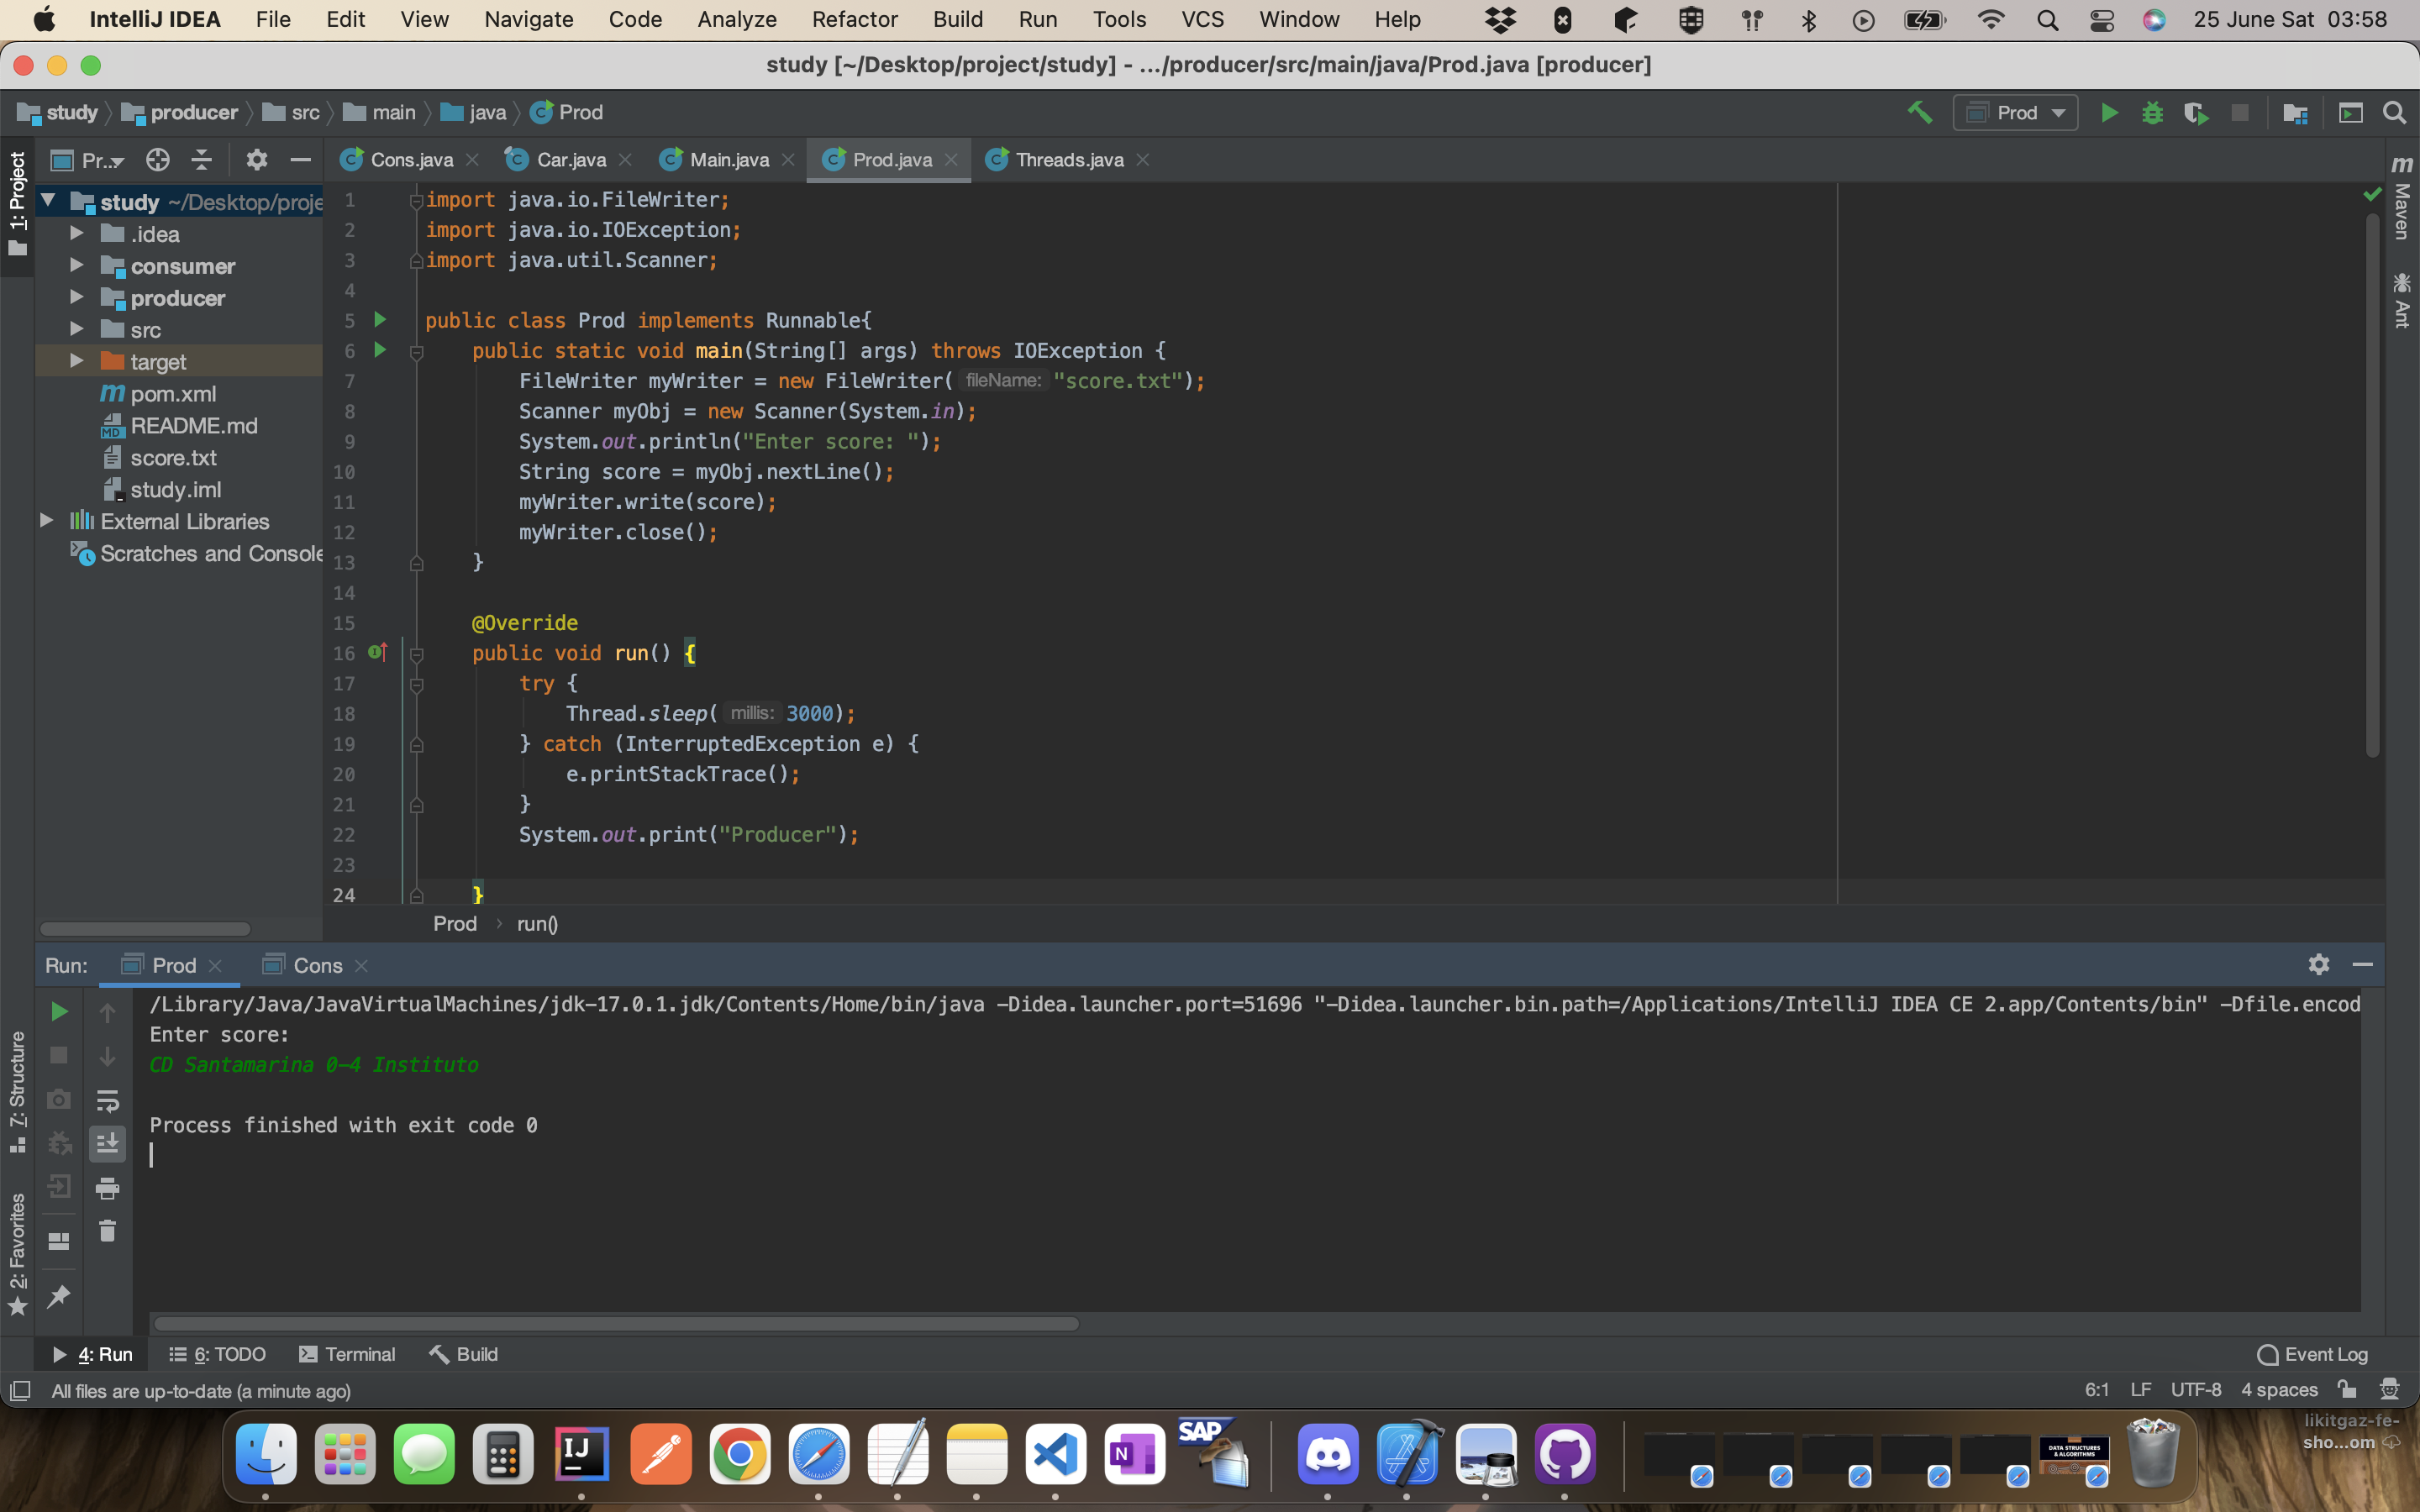 IntelliJ IDEA File Edit View Navigate Code Analyze Refactor Build Run Tools VCS Window Help 25 June Sat 03:58
study [~/Desktop/project/study] - .../producer/src/main/java/Prod.java [producer]
study producer src main java Prod
Prod
1: Project
Pr...
Cons.java Car.java Main.java Prod.java Threads.java
study ~/Desktop/proje
.idea
consumer
producer
src
target
pom.xml
README.md
score.txt
study.iml
External Libraries
Scratches and Console
1 import java.io.FileWriter;
2 import java.io.IOException;
3 import java.util.Scanner;
4
5 public class Prod implements Runnable{
6 public static void main(String[] args) throws IOException {
7 FileWriter myWriter = new FileWriter( fileName: "score.txt");
8 Scanner myObj = new Scanner(System.in);
9 System.out.println("Enter score: ");
10 String score = myObj.nextLine();
11 myWriter.write(score);
12 myWriter.close();
13 }
14
15 @Override
16 public void run() {
17 try {
18 Thread.sleep( millis: 3000);
19 } catch (InterruptedException e) {
20 e.printStackTrace();
21 }
22 System.out.print("Producer");
23
24 }
Prod › run()
m Maven
Ant
Run: Prod Cons
/Library/Java/JavaVirtualMachines/jdk-17.0.1.jdk/Contents/Home/bin/java -Didea.launcher.port=51696 "-Didea.launcher.bin.path=/Applications/IntelliJ IDEA CE 2.app/Contents/bin" -Dfile.encod
Enter score:
CD Santamarina 0-4 Instituto
Process finished with exit code 0
7: Structure
2: Favorites
4: Run 6: TODO Terminal Build Event Log
All files are up-to-date (a minute ago) 6:1 LF UTF-8 4 spaces
IJ
N
SAP
DATA STRUCTURES
& ALGORITHMS
likitgaz-fe-
sho...om